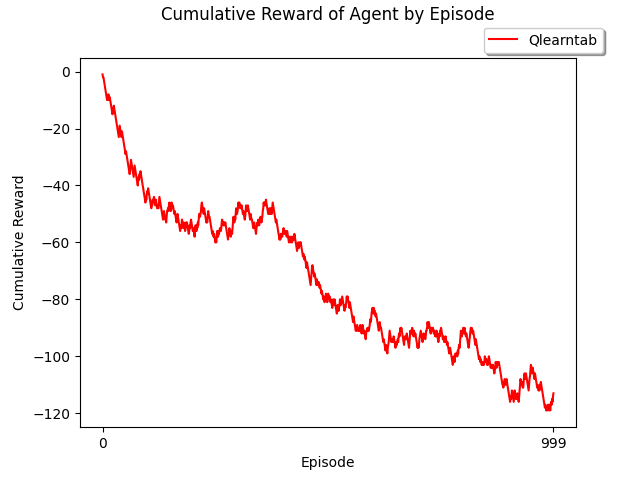 Cumulative Reward of Agent by Episode
Qlearntab
0
−20
−40
−60
−80
−100
−120
Cumulative Reward
0
999
Episode